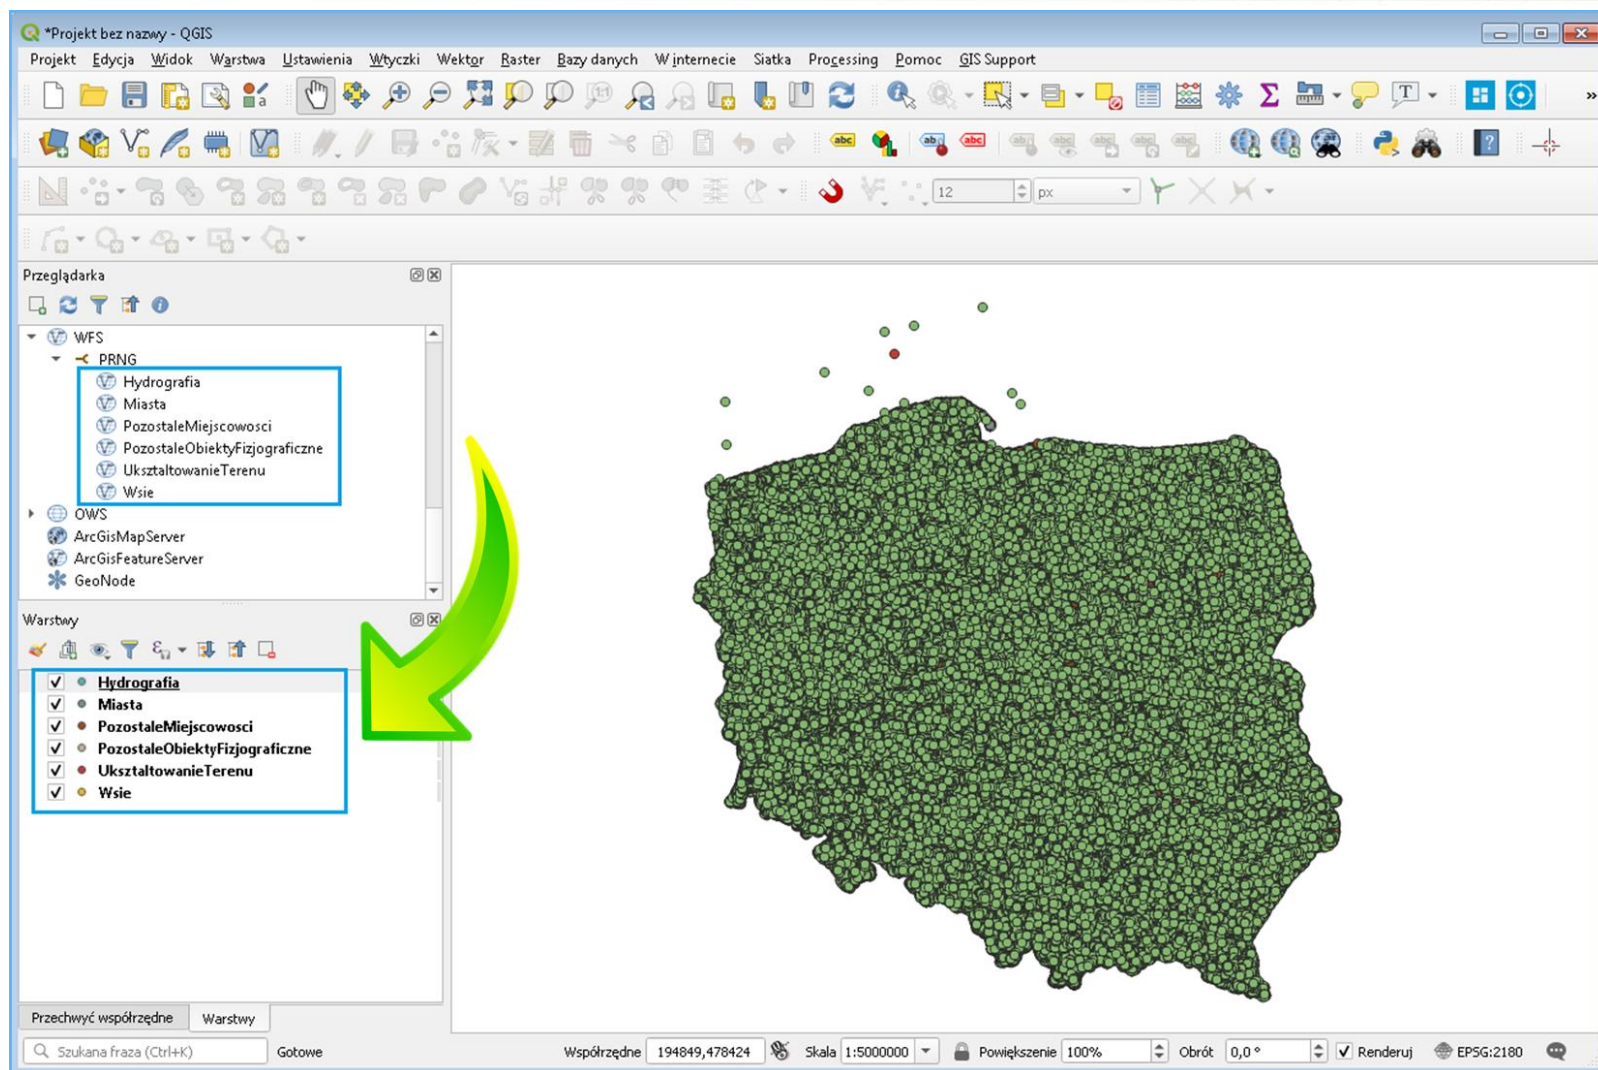 *Projekt bez nazwy - QGIS
Projekt Edycja Widok Warstwa Ustawienia Wtyczki Wektor Raster Bazy danych W internecie Siatka Processing Pomoc GIS Support
12 px
Przeglądarka
WFS
PRNG
Hydrografia
Miasta
PozostaleMiejscowosci
PozostaleObiektyFizjograficzne
UksztaltowanieTerenu
Wsie
OWS
ArcGisMapServer
ArcGisFeatureServer
GeoNode
Warstwy
Hydrografia
Miasta
PozostaleMiejscowosci
PozostaleObiektyFizjograficzne
UksztaltowanieTerenu
Wsie
Przechwyć współrzędne Warstwy
Szukana fraza (Ctrl+K) Gotowe Współrzędne 194849,478424 Skala 1:5000000 Powiększenie 100% Obrót 0,0 ° Renderuj EPSG:2180